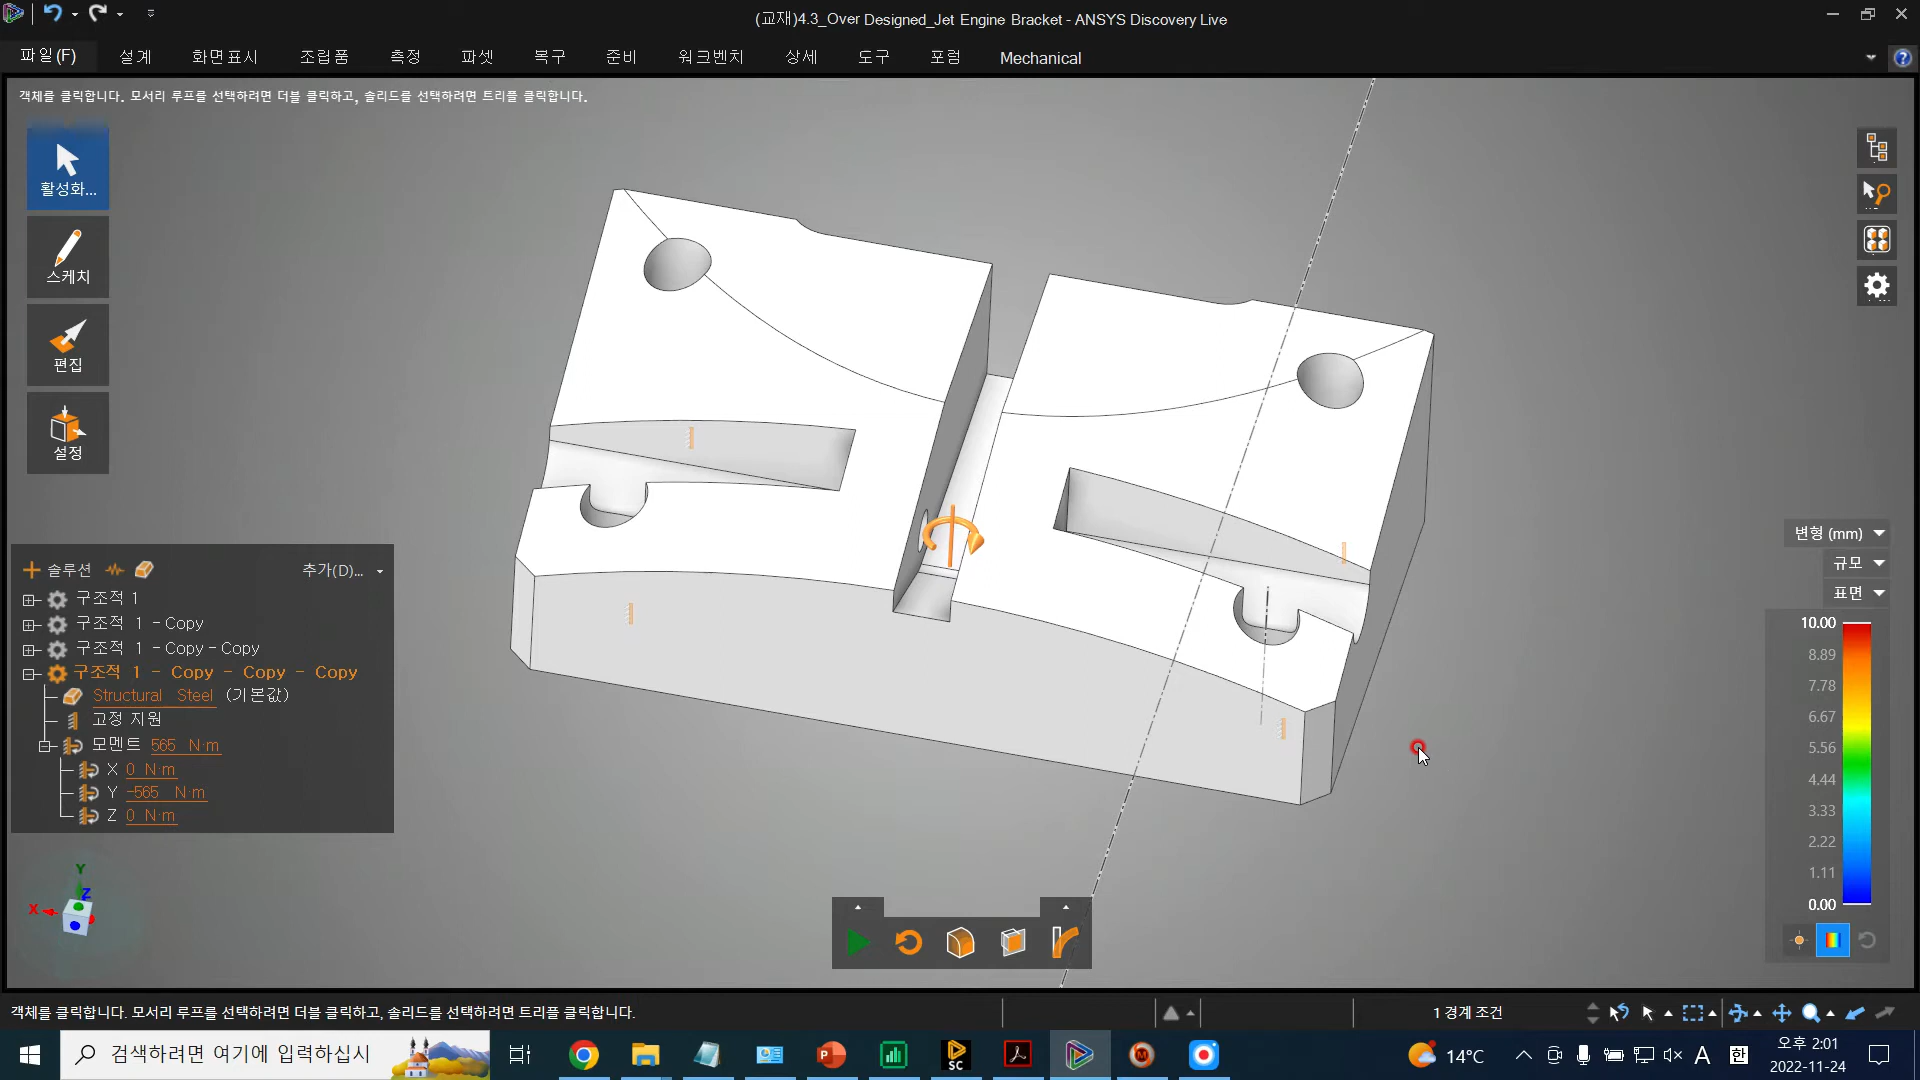 (교재)4.3_Over Designed_Jet Engine Bracket - ANSYS Discovery Live
파일(F) 설계 화면표시 조립품 측정 파셋 복구 준비 워크벤치 상세 도구 포럼 Mechanical
객체를 클릭합니다. 모서리 루프를 선택하려면 더블 클릭하고, 솔리드를 선택하려면 트리플 클릭합니다.
활성화...
스케치
편집
설정
솔루션 추가(D)...
구조적 1
구조적 1 - Copy
구조적 1 - Copy - Copy
구조적 1 - Copy - Copy - Copy
Structural Steel (기본값)
고정 지원
모멘트 565 N·m
X 0 N·m
Y -565 N·m
Z 0 N·m
Y
Z
X
변형 (mm)
규모
표면
10.00
8.89
7.78
6.67
5.56
4.44
3.33
2.22
1.11
0.00
객체를 클릭합니다. 모서리 루프를 선택하려면 더블 클릭하고, 솔리드를 선택하려면 트리플 클릭합니다.
1 경계 조건
검색하려면 여기에 입력하십시
SC
14°C
A
한
오후 2:01
2022-11-24